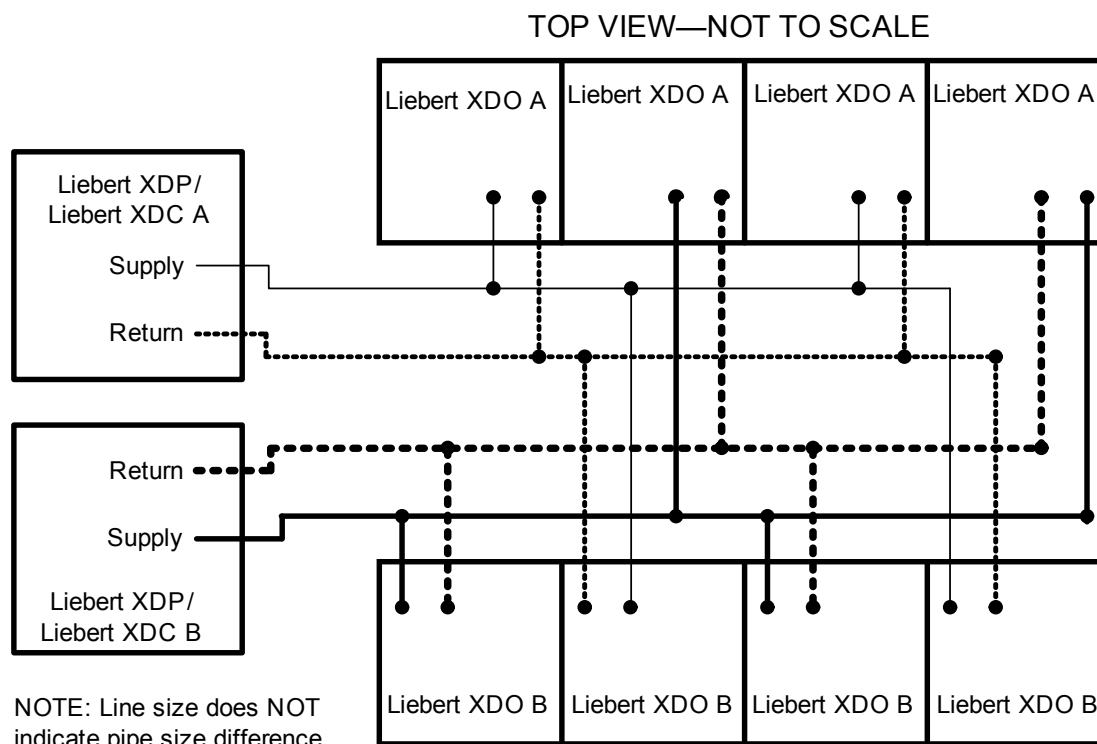 TOP VIEW—NOT TO SCALE
Liebert XDO A
Liebert XDO A
Liebert XDO A
Liebert XDO A
Liebert XDP/
Liebert XDC A
Supply
Return
Return
Supply
Liebert XDP/
Liebert XDC B
Liebert XDO B
Liebert XDO B
Liebert XDO B
Liebert XDO B
NOTE: Line size does NOT
indicate pipe size difference